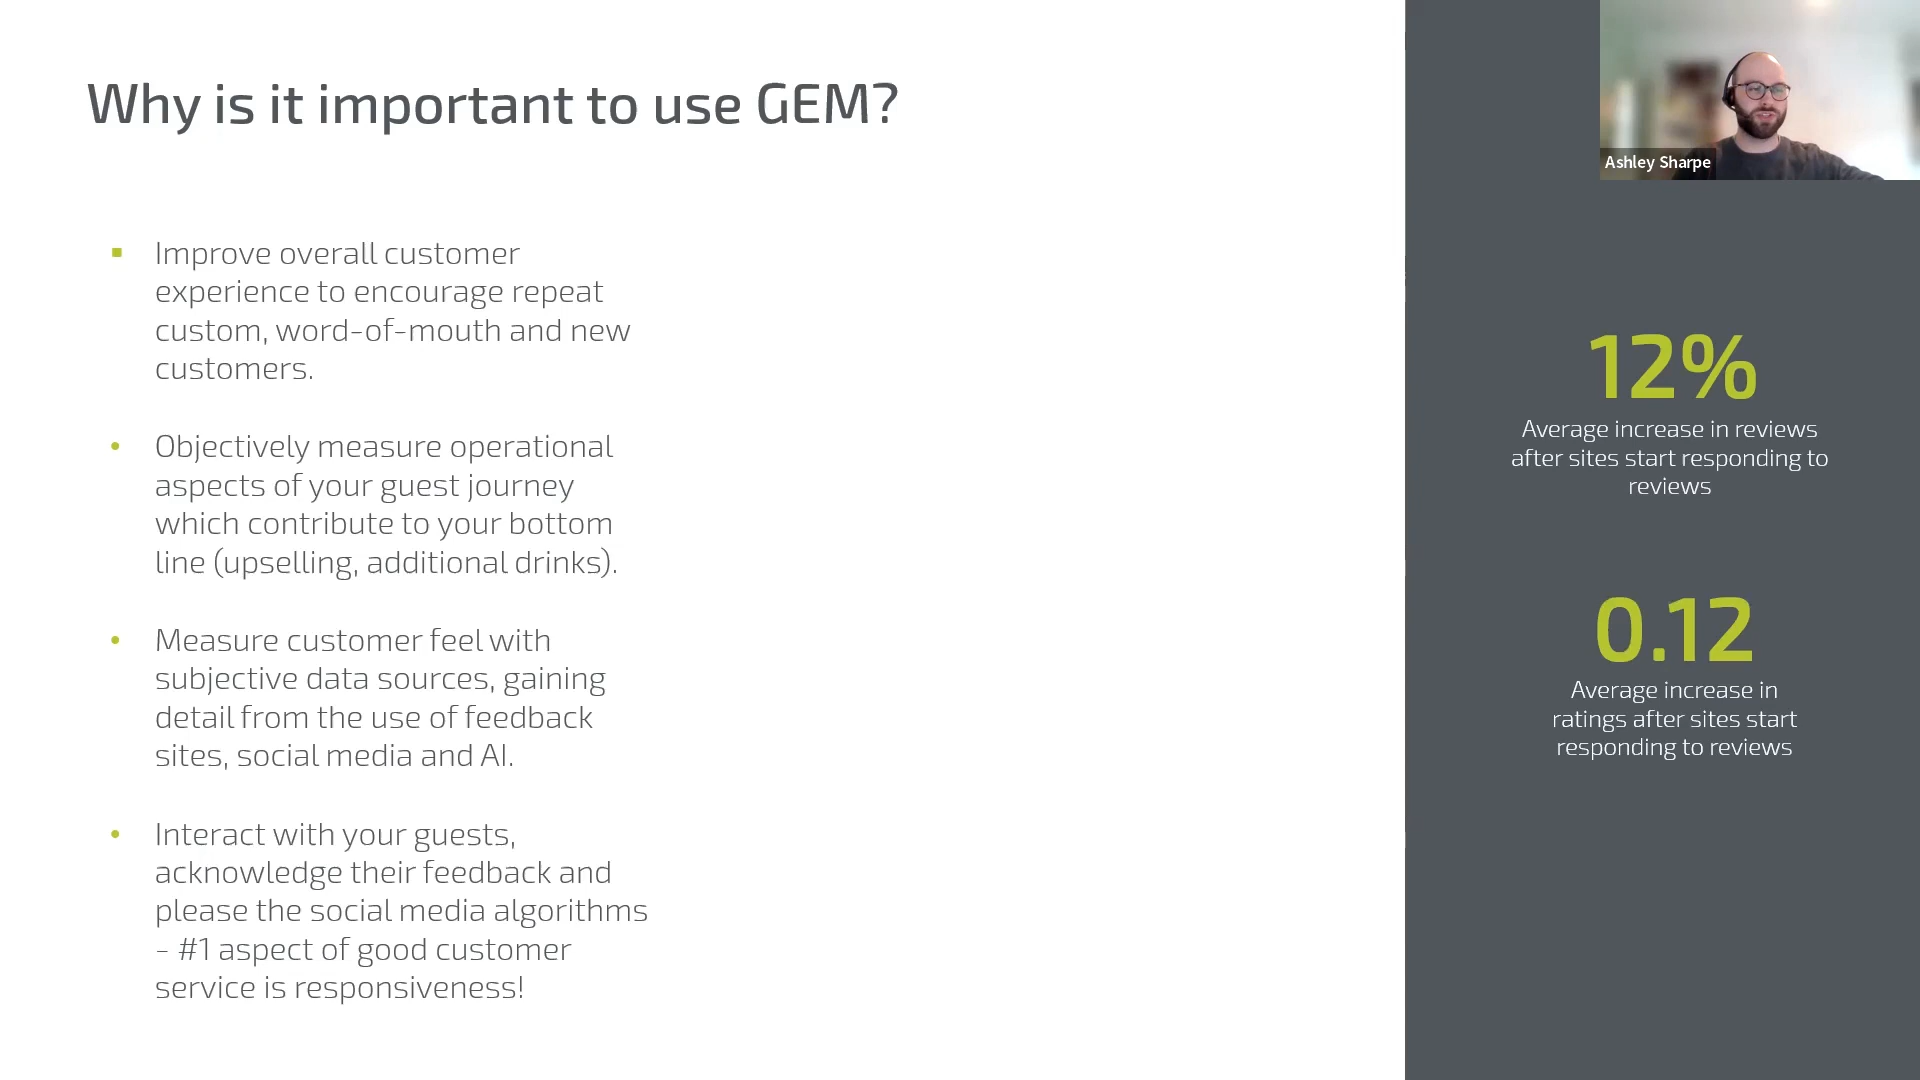 Why is it important to use GEM?
Improve overall customer
experience to encourage repeat
custom, word-of-mouth and new
customers.
Objectively measure operational
aspects of your guest journey
which contribute to your bottom
line (upselling, additional drinks).
Measure customer feel with
subjective data sources, gaining
detail from the use of feedback
sites, social media and AI.
Interact with your guests,
acknowledge their feedback and
please the social media algorithms
- #1 aspect of good customer
service is responsiveness!
Ashley Sharpe
12%
Average increase in reviews
after sites start responding to
reviews
0.12
Average increase in
ratings after sites start
responding to reviews